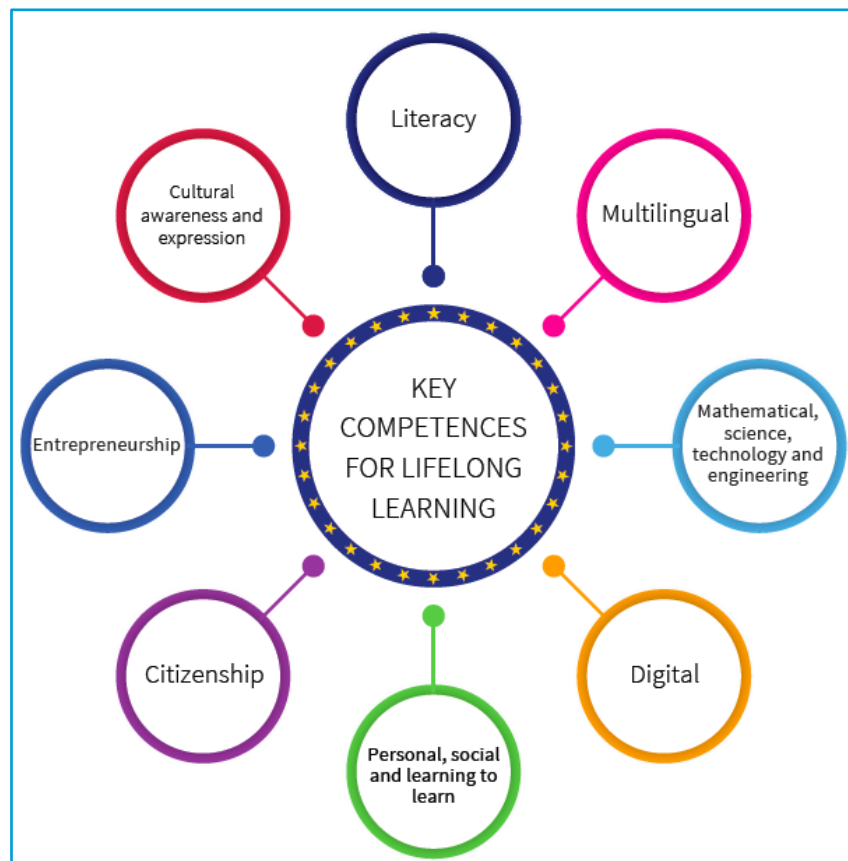 KEY
COMPETENCES
FOR LIFELONG
LEARNING
Literacy
Multilingual
Mathematical,
science,
technology and
engineering
Digital
Personal, social
and learning to
learn
Citizenship
Entrepreneurship
Cultural
awareness and
expression